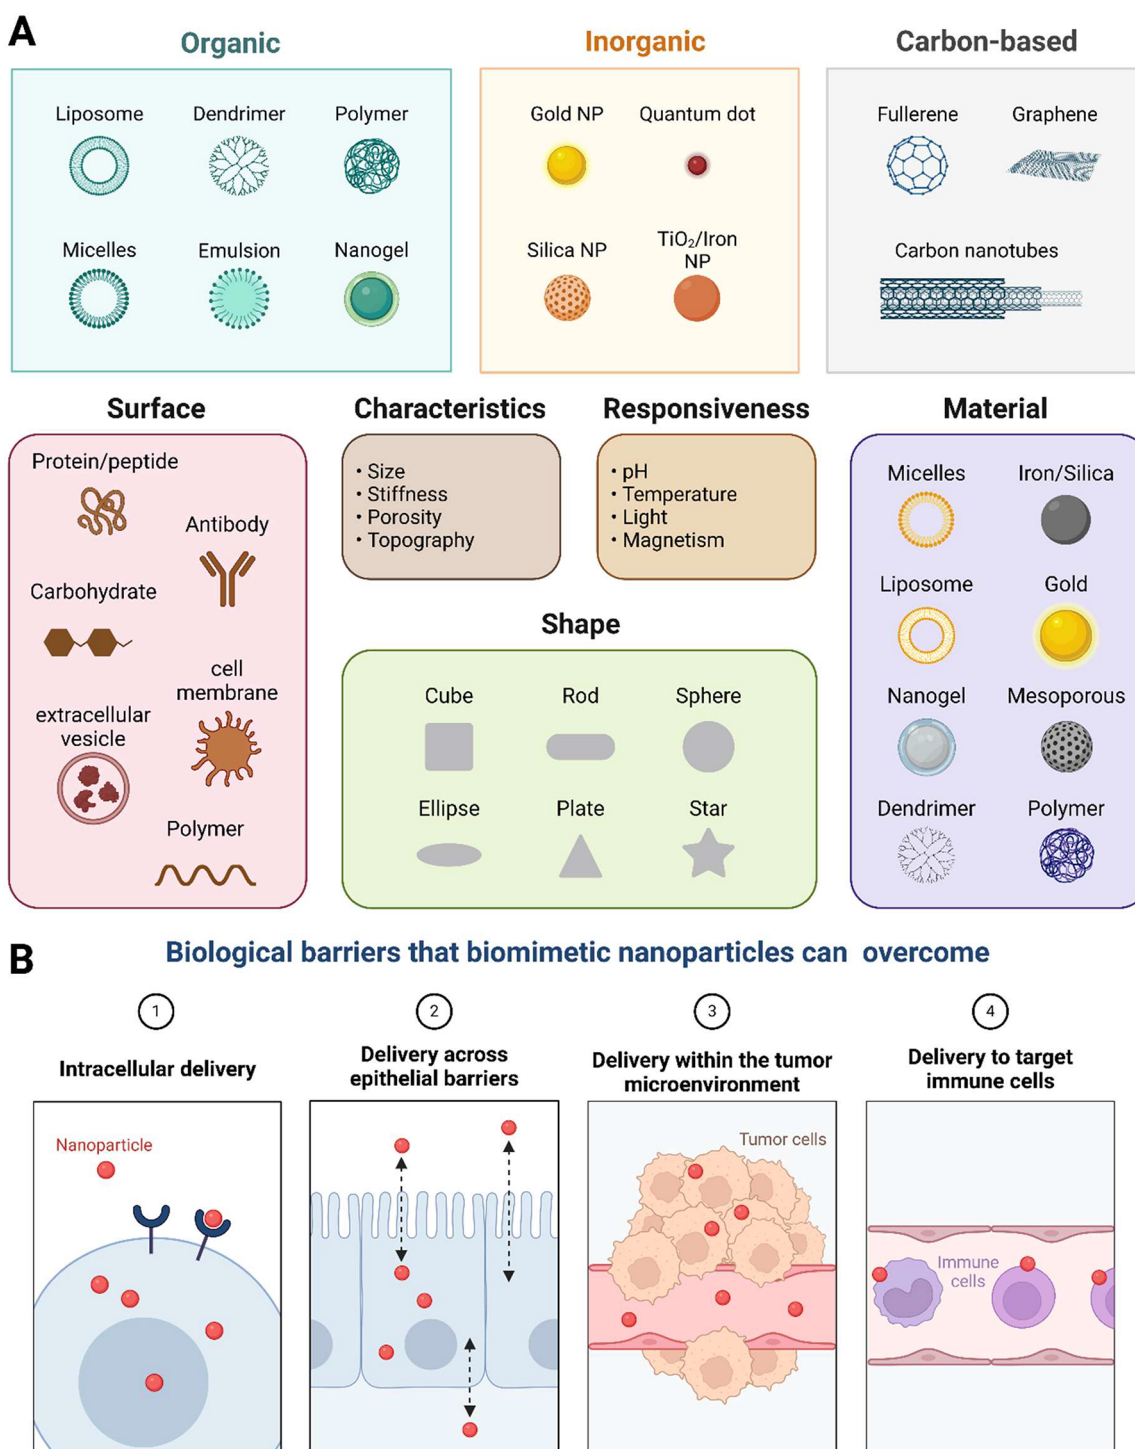 A
Organic
Inorganic
Carbon-based
Liposome
Dendrimer
Polymer
Micelles
Emulsion
Nanogel
Gold NP
Quantum dot
Silica NP
TiO₂/Iron
NP
Fullerene
Graphene
Carbon nanotubes
Surface
Protein/peptide
Antibody
Carbohydrate
cell
membrane
extracellular
vesicle
Polymer
Characteristics
• Size
• Stiffness
• Porosity
• Topography
Responsiveness
• pH
• Temperature
• Light
• Magnetism
Shape
Cube
Rod
Sphere
Ellipse
Plate
Star
Material
Micelles
Iron/Silica
Liposome
Gold
Nanogel
Mesoporous
Dendrimer
Polymer
B
Biological barriers that biomimetic nanoparticles can overcome
1
Intracellular delivery
Nanoparticle
2
Delivery across
epithelial barriers
3
Delivery within the tumor
microenvironment
Tumor cells
4
Delivery to target
immune cells
Immune
cells